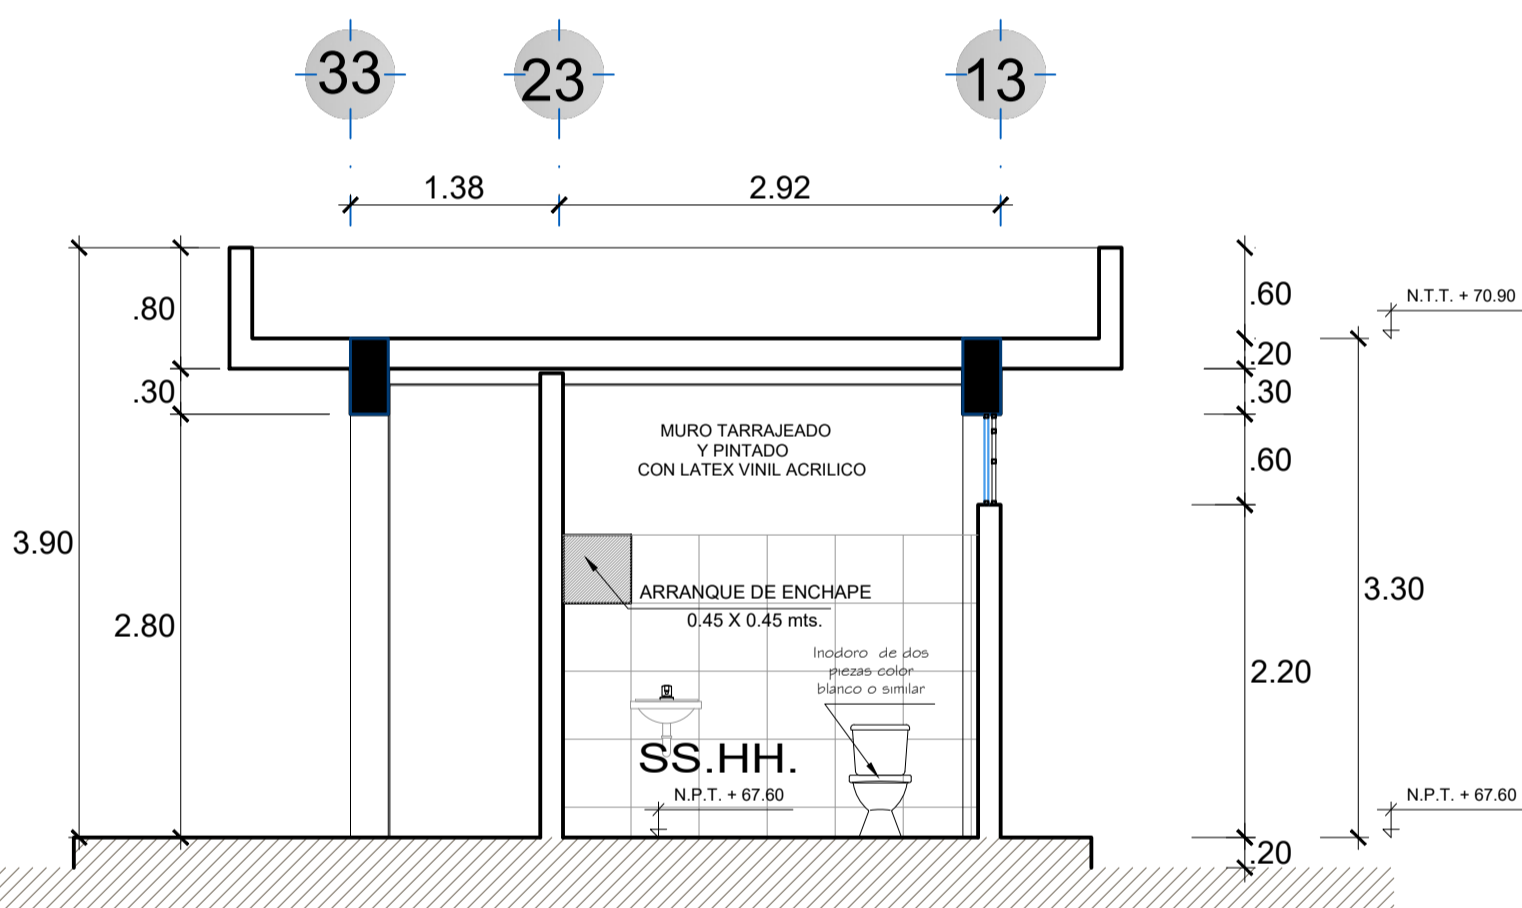 33 23 13
1.38 2.92
.80 .60 N.T.T. + 70.90
.20
.30 .30
MURO TARRAJEADO
Y PINTADO
CON LATEX VINIL ACRILICO
.60
3.90
ARRANQUE DE ENCHAPE
0.45 X 0.45 mts.
3.30
2.80
Inodoro de dos
piezas color
blanco o similar
2.20
SS.HH.
N.P.T. + 67.60
N.P.T. + 67.60
.20